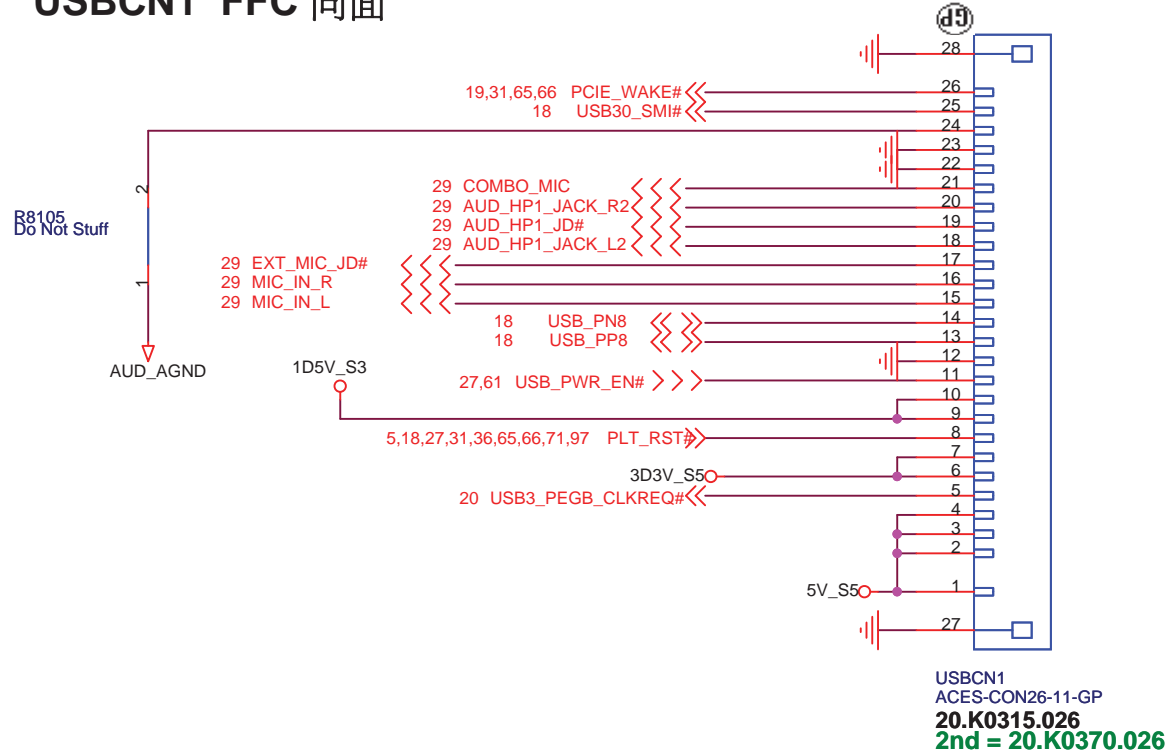 USBCN1 FFC 同面
GP
28
19,31,65,66 PCIE_WAKE# 26
18 USB30_SMI# 25
24
23
22
29 COMBO_MIC 21
29 AUD_HP1_JACK_R2 20
29 AUD_HP1_JD# 19
29 AUD_HP1_JACK_L2 18
29 EXT_MIC_JD# 17
29 MIC_IN_R 16
29 MIC_IN_L 15
18 USB_PN8 14
18 USB_PP8 13
12
27,61 USB_PWR_EN# 11
10
1D5V_S3 9
5,18,27,31,36,65,66,71,97 PLT_RST# 8
7
3D3V_S5 6
20 USB3_PEGB_CLKREQ# 5
4
3
2
5V_S5 1
27
2
R8105
Do Not Stuff
1
AUD_AGND
USBCN1
ACES-CON26-11-GP
20.K0315.026
2nd = 20.K0370.026